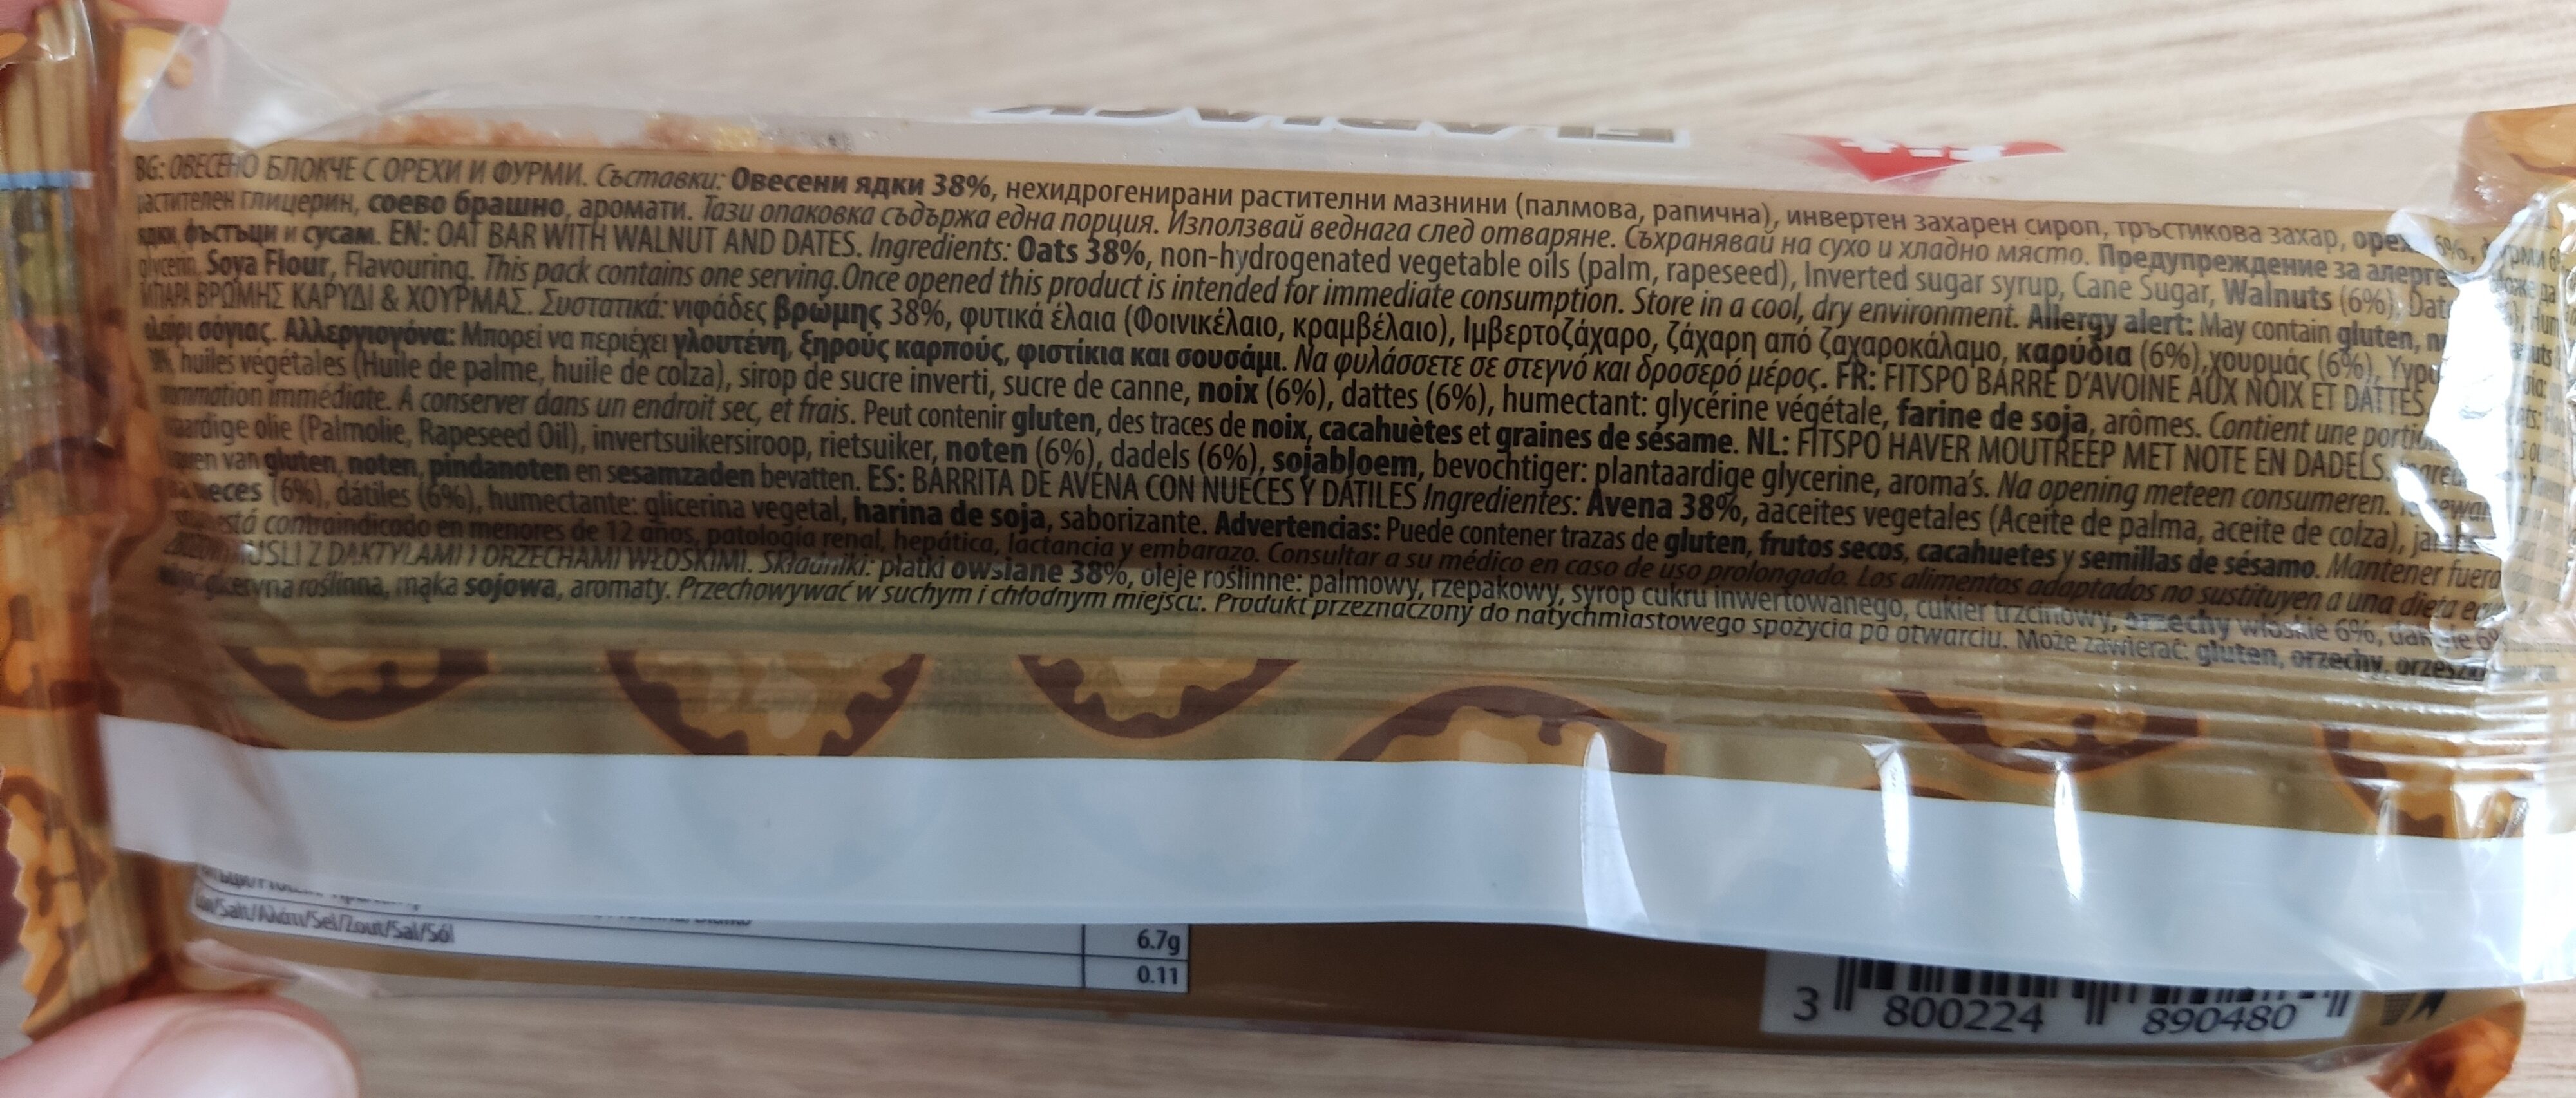 FLAPJACK
BG: ОВЕСЕНО БЛОКЧЕ С ОРЕХИ И ФУРМИ. Съставки: Овесени ядки 38%, нехидрогенирани растителни мазнини (палмова, рапична), инвертен захарен сироп, тръстикова захар, 6%,
растителен глицерин, соево брашно, аромати. Тази опаковка съдържа една порция. Използвай веднага след отваряне. Съхранявай на сухо и хладно място. Предупреждение за
ядки, фъстъци и сусам. EN: OAT BAR WITH WALNUT AND DATES. Ingredients: Oats 38%, non-hydrogenated vegetable oils (palm, rapeseed), Inverted sugar syrup, Cane Sugar, Walnuts (6%),
glycerin, Soya Flour, Flavouring. This pack contains one serving.Once opened this product is intended for immediate consumption. Store in a cool, dry environment. Allergy alert: May contain gluten,
ΜΠΑΡΑ ΒΡΩΜΗΣ ΚΑΡΥΔΙ & ΧΟΥΡΜΑΣ. Συστατικά: νιφάδες βρώμης 38%, φυτικά έλαια (Φοινικέλαιο, κραμβέλαιο), Ιμβερτοζάχαρο, ζάχαρη από ζαχαροκάλαμο, καρύδια (6%),χουρμάς (6%),
αλεύρι σόγιας. Αλλεργιογόνα: Μπορεί να περιέχει γλουτένη, ξηρούς καρπούς, φιστίκια και σουσάμι. Να φυλάσσετε σε στεγνό και δροσερό μέρος. FR: FITSPO BARRE D'AVOINE AUX NOIX ET DATTES.
huiles végétales (Huile de palme, huile de colza), sirop de sucre inverti, sucre de canne, noix (6%), dattes (6%), humectant: glycérine végétale, farine de soja, arômes. Contient une
immédiate. A conserver dans un endroit sec, et frais. Peut contenir gluten, des traces de noix, cacahuètes et graines de sésame. NL: FITSPO HAVER MOUTREEP MET NOTE EN DADELS.
olie (Palmolie, Rapeseed Oil), invertsuikersiroop, rietsuiker, noten (6%), dadels (6%), sojabloem, bevochtiger: plantaardige glycerine, aroma's. Na opening meteen consumeren.
van gluten, noten, pindanoten en sesamzaden bevatten. ES: BARRITA DE AVENA CON NUECES Y DÁTILES Ingredientes: Avena 38%, aaceites vegetales (Aceite de palma, aceite de colza),
(6%), dátiles (6%), humectante: glicerina vegetal, harina de soja, saborizante. Advertencias: Puede contener trazas de gluten, frutos secos, cacahuetes y semillas de sésamo. Mantener fuera
está contraindicado en menores de 12 años, patología renal, hepática, lactancia y embarazo. Consultar a su médico en caso de uso prolongado. Los alimentos adaptados no sustituyen a una dieta
MUSLI Z DAKTYLAMI I ORZECHAMI WŁOSKIMI. Składniki: płatki owsiane 38%, oleje roślinne: palmowy, rzepakowy, syrop cukru inwertowanego, cukier trzcinowy, orzechy włoskie 6%,
roślinna, mąka sojowa, aromaty. Przechowywać w suchym i chłodnym miejscu. Produkt przeznaczony do natychmiastowego spożycia po otwarciu. Może zawierać: gluten, orzechy,
6.7g
Salt/Αλάτι/Sel/Zout/Sal/Sól 0.11
3 800224 890480